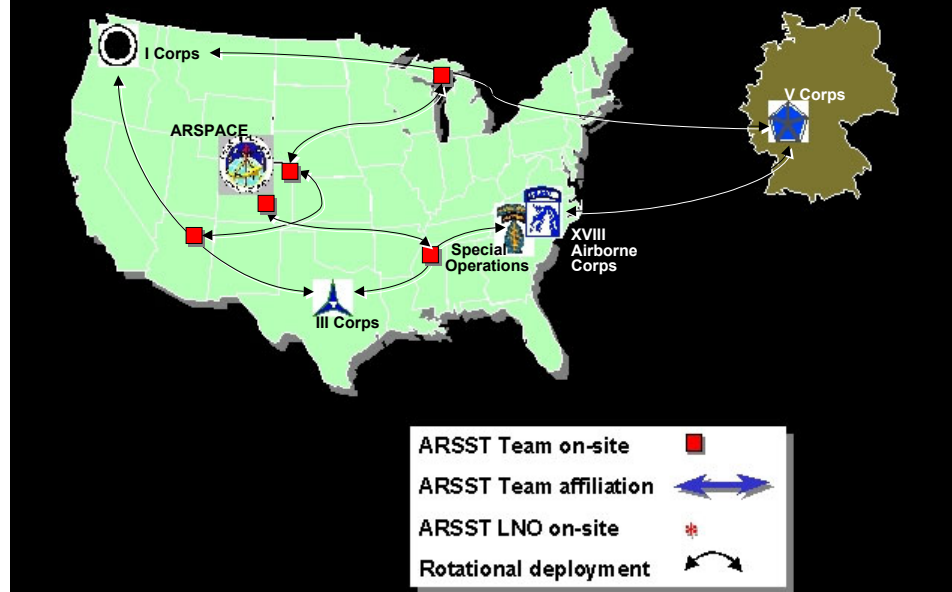 I Corps
V Corps
ARSPACE
Special
Operations
XVIII
Airborne
Corps
III Corps
ARSST Team on-site
ARSST Team affiliation
ARSST LNO on-site
Rotational deployment